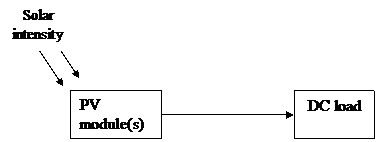 Solar
intensity
PV
module(s)
DC load